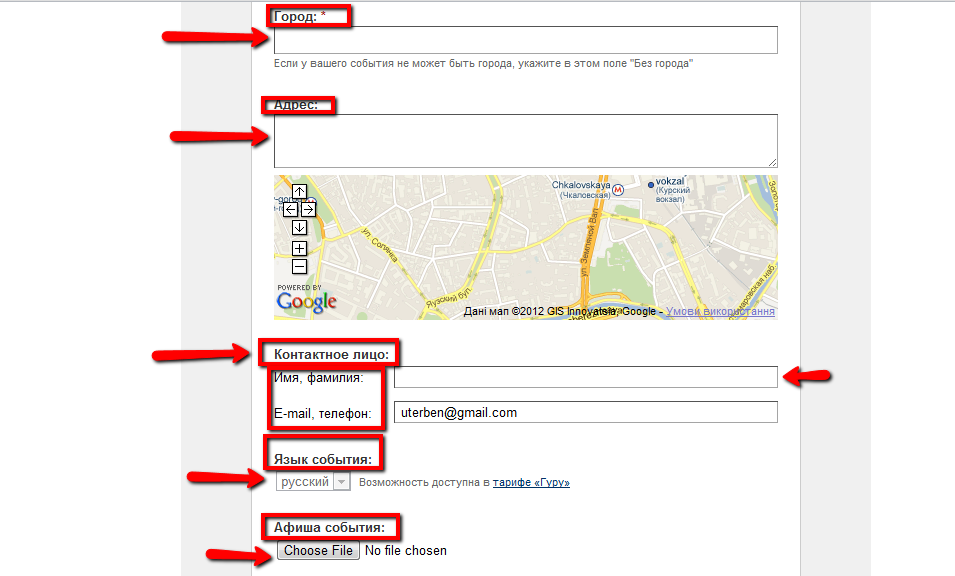 Город: *
Если у вашего события не может быть города, укажите в этом поле "Без города"
Адрес:
Chkalovskaya
(Чкаловская)
vokzal
(Курский
вокзал)
ул. Солянка
ул. Земляной Вал
Яузский бул.
POWERED BY
Google
Дані мап ©2012 GIS Innovatsia, Google - Умови використання
Контактное лицо:
Имя, фамилия:
E-mail, телефон: uterben@gmail.com
Язык события:
русский Возможность доступна в тарифе «Гуру»
Афиша события:
Choose File No file chosen